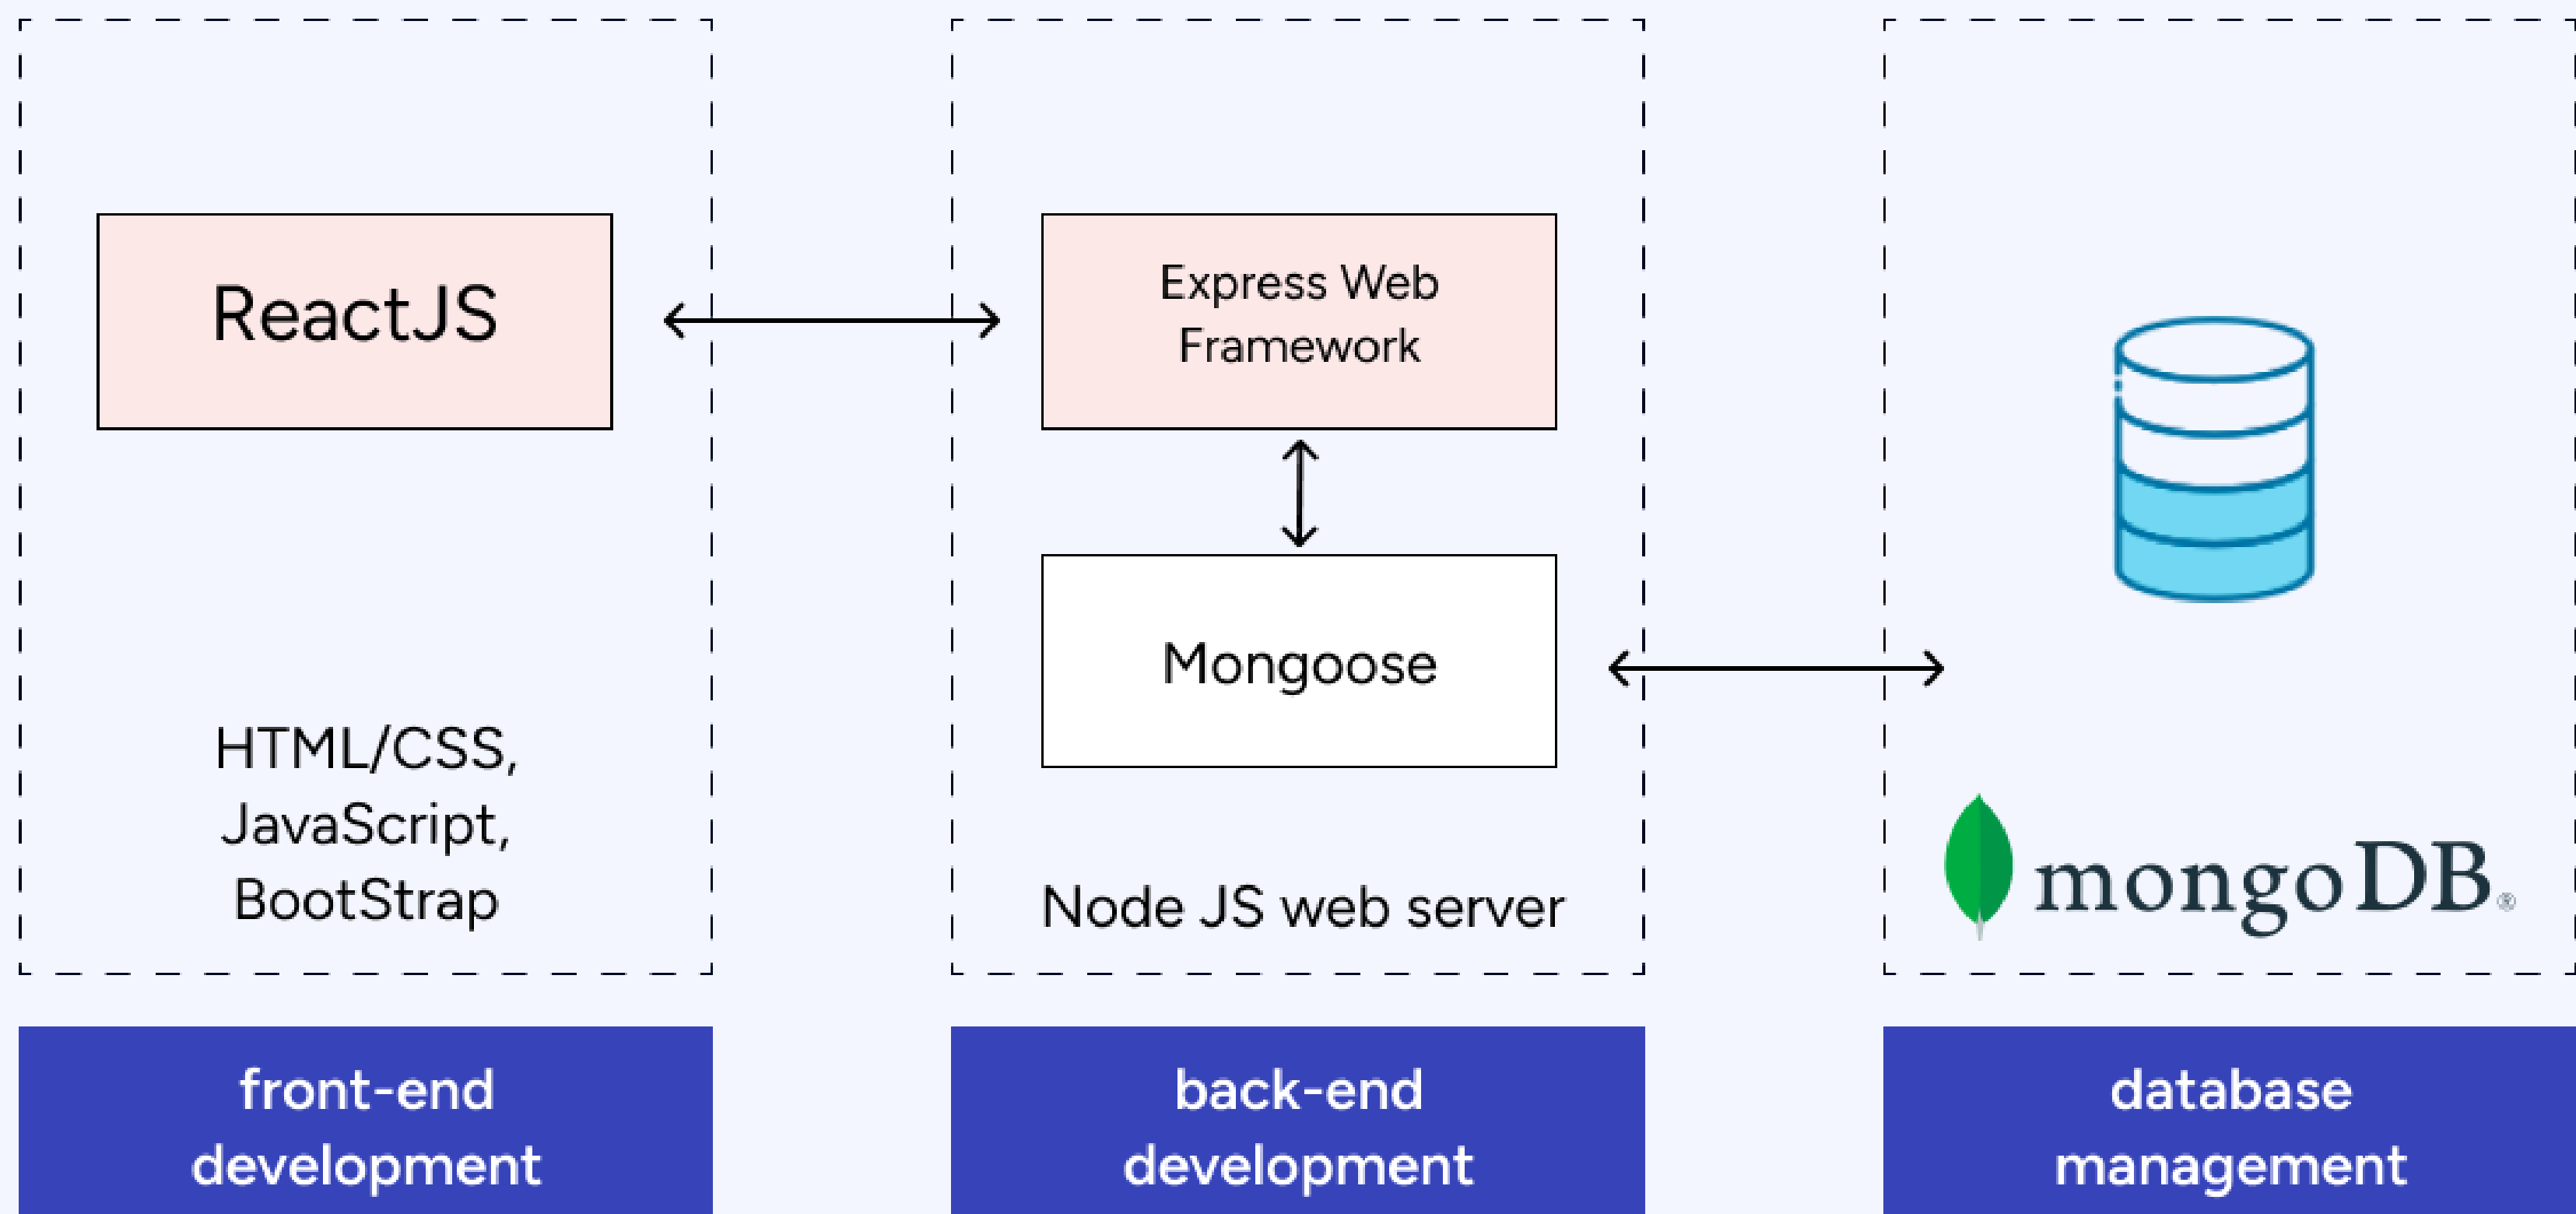 ReactJS
HTML/CSS,
JavaScript,
BootStrap
front-end
development
Express Web
Framework
Mongoose
Node JS web server
back-end
development
mongoDB®
database
management